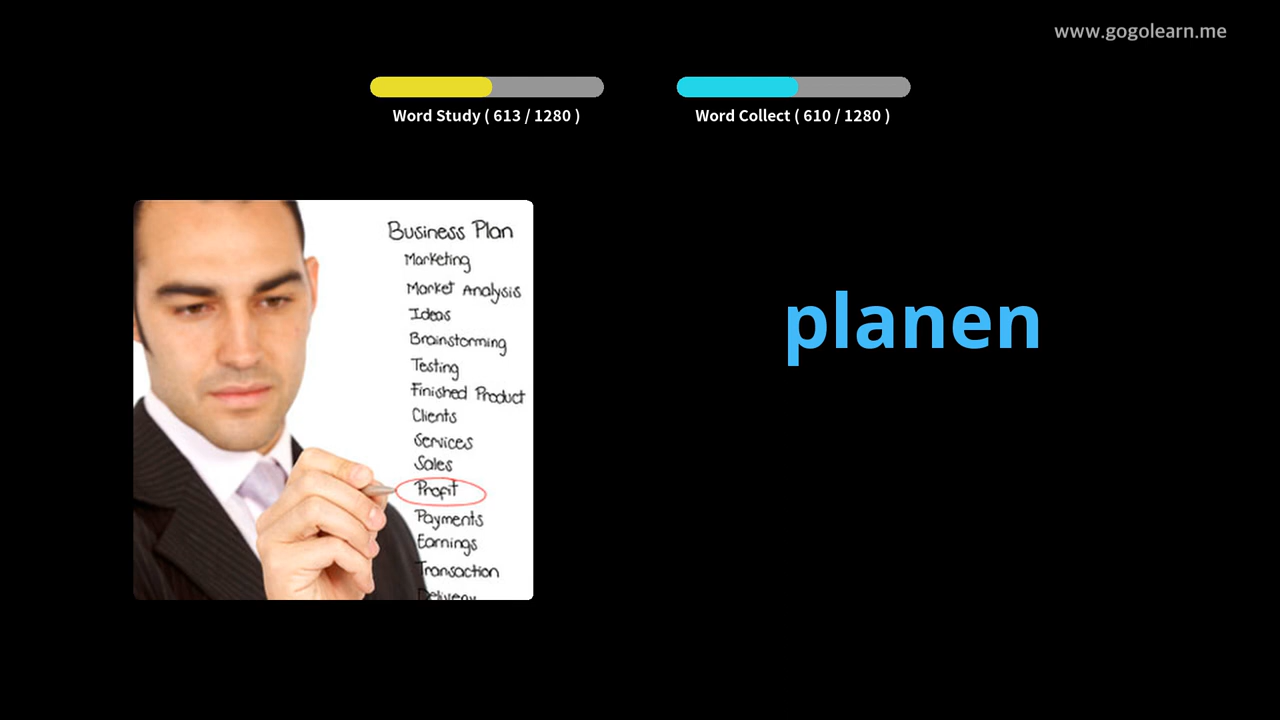 www.gogolearn.me
Word Study ( 613 / 1280 )
Word Collect ( 610 / 1280 )
Business Plan
Marketing
Market Analysis
Ideas
Brainstorming
Testing
Finished Product
Clients
Services
Sales
Profit
Payments
Earnings
Transaction
Delivery
planen